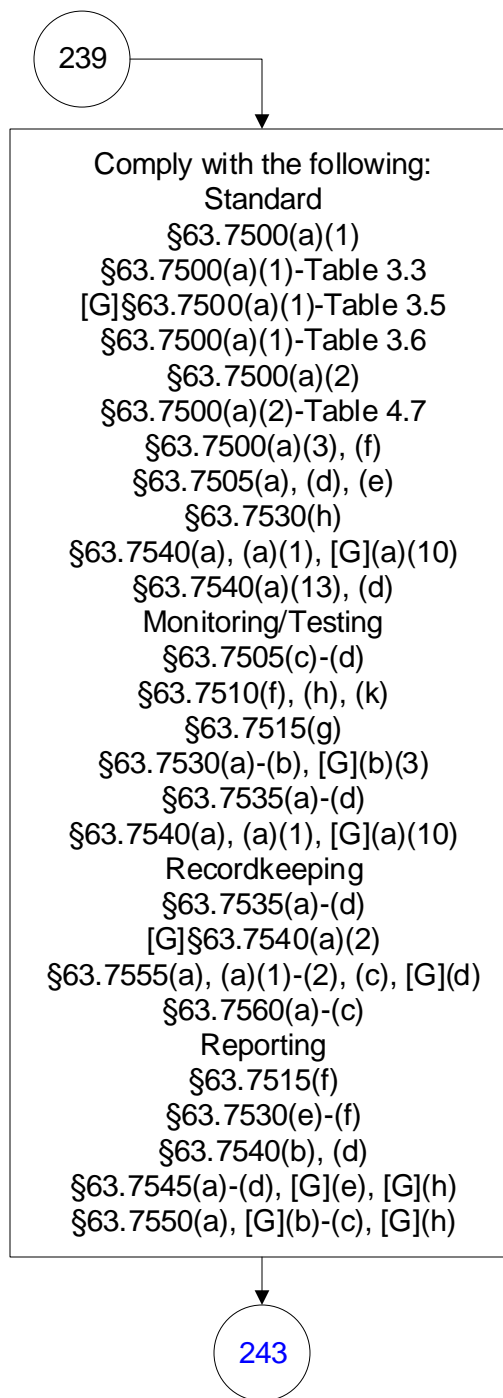 239
Comply with the following:
Standard
§63.7500(a)(1)
§63.7500(a)(1)-Table 3.3
[G]§63.7500(a)(1)-Table 3.5
§63.7500(a)(1)-Table 3.6
§63.7500(a)(2)
§63.7500(a)(2)-Table 4.7
§63.7500(a)(3), (f)
§63.7505(a), (d), (e)
§63.7530(h)
§63.7540(a), (a)(1), [G](a)(10)
§63.7540(a)(13), (d)
Monitoring/Testing
§63.7505(c)-(d)
§63.7510(f), (h), (k)
§63.7515(g)
§63.7530(a)-(b), [G](b)(3)
§63.7535(a)-(d)
§63.7540(a), (a)(1), [G](a)(10)
Recordkeeping
§63.7535(a)-(d)
[G]§63.7540(a)(2)
§63.7555(a), (a)(1)-(2), (c), [G](d)
§63.7560(a)-(c)
Reporting
§63.7515(f)
§63.7530(e)-(f)
§63.7540(b), (d)
§63.7545(a)-(d), [G](e), [G](h)
§63.7550(a), [G](b)-(c), [G](h)
243